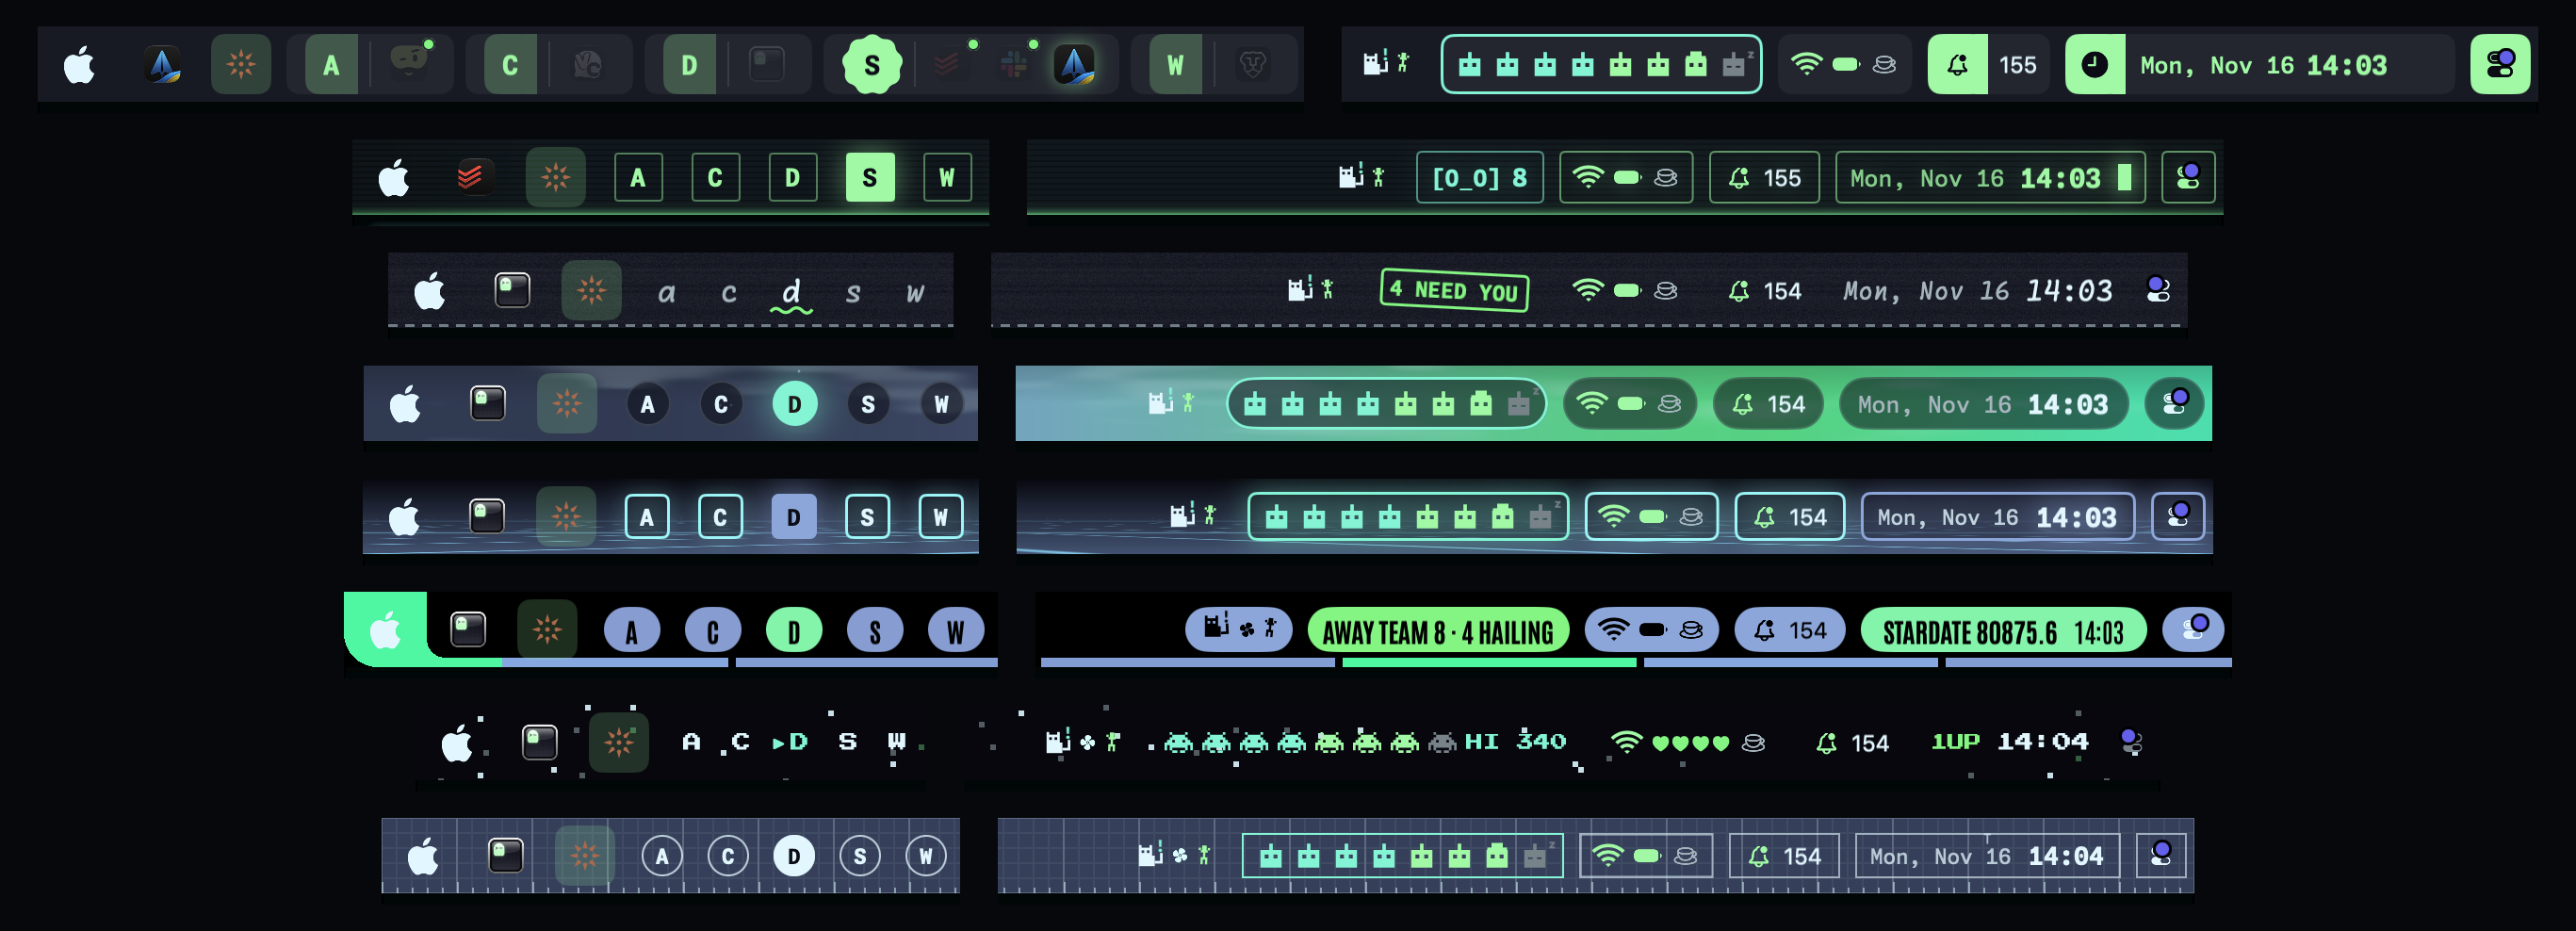 A C D S W 155 Mon, Nov 16 14:03
A C D S W [O_O] 8 155 Mon, Nov 16 14:03
a c d s w 4 NEED YOU 154 Mon, Nov 16 14:03
A C D S W 154 Mon, Nov 16 14:03
A C D S W 154 Mon, Nov 16 14:03
A C D S W AWAY TEAM 8 · 4 HAILING 154 STARDATE 80875.6 14:03
A C ▸D S W HI 340 154 1UP 14:04
A C D S W 154 Mon, Nov 16 14:04